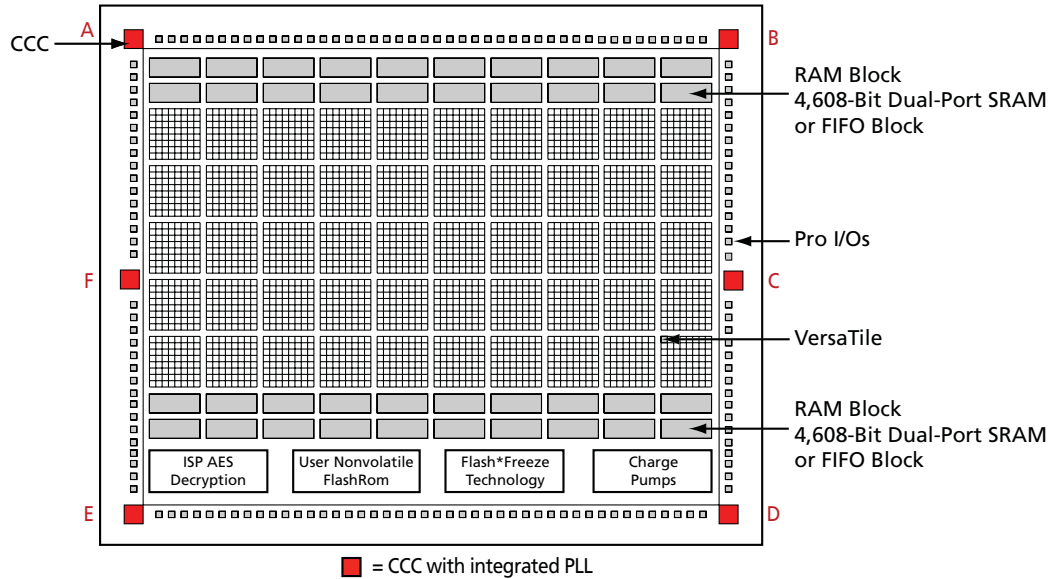 A
CCC
B
RAM Block
4,608-Bit Dual-Port SRAM
or FIFO Block
Pro I/Os
F
C
VersaTile
RAM Block
4,608-Bit Dual-Port SRAM
or FIFO Block
ISP AES
Decryption
User Nonvolatile
FlashRom
Flash*Freeze
Technology
Charge
Pumps
E
D
= CCC with integrated PLL